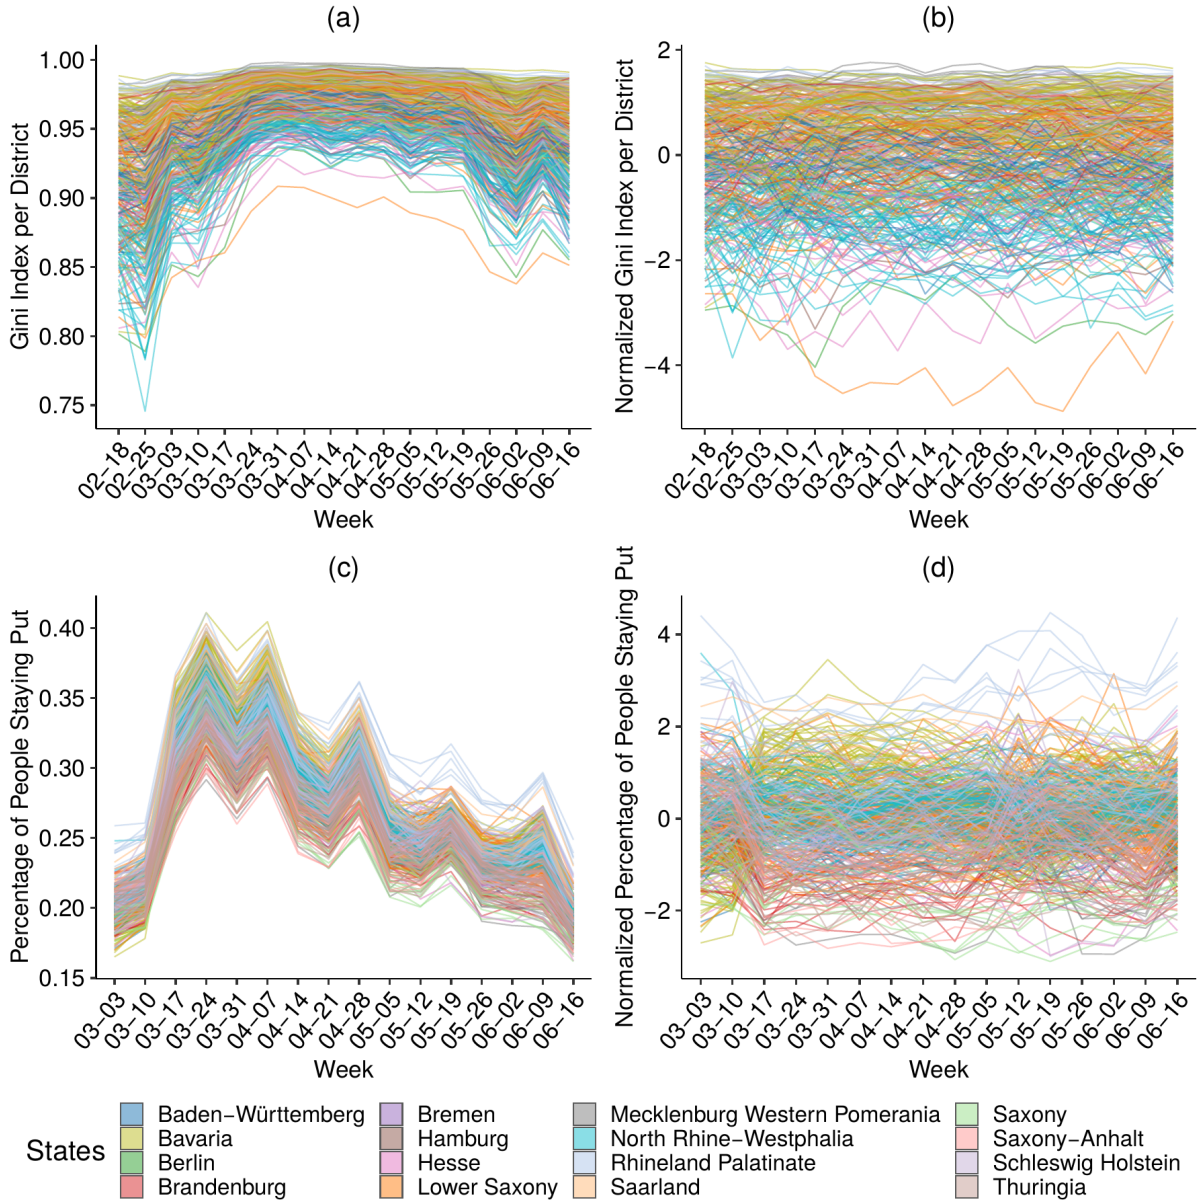 (a)
Gini Index per District
1.00
0.95
0.90
0.85
0.80
0.75
02−18 02−25 03−03 03−10 03−17 03−24 03−31 04−07 04−14 04−21 04−28 05−05 05−12 05−19 05−26 06−02 06−09 06−16
Week
(b)
Normalized Gini Index per District
2
0
−2
−4
02−18 02−25 03−03 03−10 03−17 03−24 03−31 04−07 04−14 04−21 04−28 05−05 05−12 05−19 05−26 06−02 06−09 06−16
Week
(c)
Percentage of People Staying Put
0.40
0.35
0.30
0.25
0.20
0.15
03−03 03−10 03−17 03−24 03−31 04−07 04−14 04−21 04−28 05−05 05−12 05−19 05−26 06−02 06−09 06−16
Week
(d)
Normalized Percentage of People Staying Put
4
2
0
−2
03−03 03−10 03−17 03−24 03−31 04−07 04−14 04−21 04−28 05−05 05−12 05−19 05−26 06−02 06−09 06−16
Week
States
Baden−Württemberg
Bavaria
Berlin
Brandenburg
Bremen
Hamburg
Hesse
Lower Saxony
Mecklenburg Western Pomerania
North Rhine−Westphalia
Rhineland Palatinate
Saarland
Saxony
Saxony−Anhalt
Schleswig Holstein
Thuringia